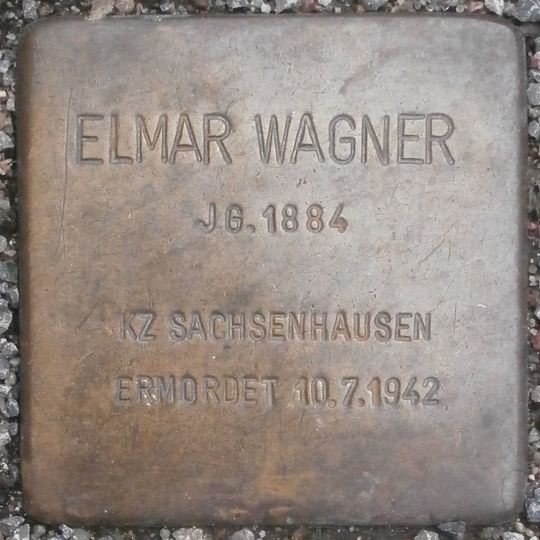 ELMAR WAGNER
JG. 1884
KZ SACHSENHAUSEN
ERMORDET 10.7.1942